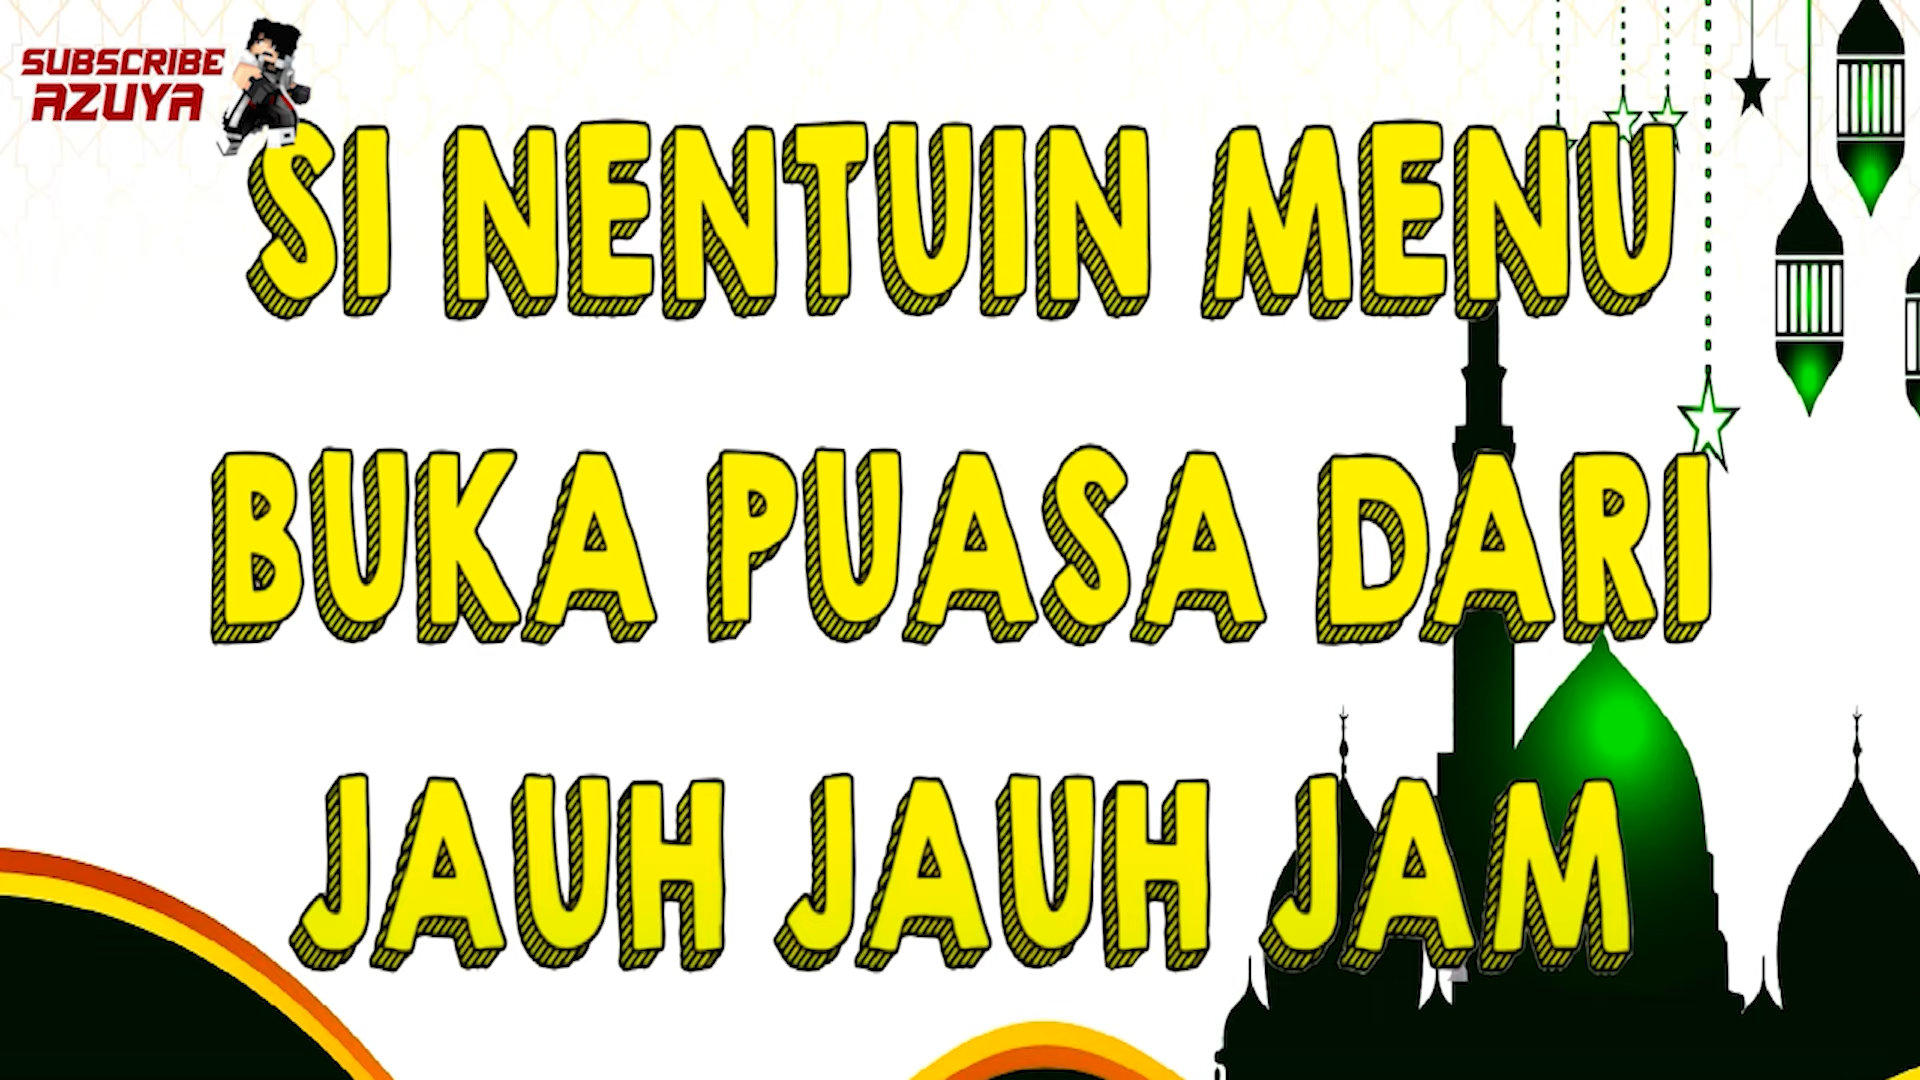 SUBSCRIBE
AZUYA
SI NENTUIN MENU
BUKA PUASA DARI
JAUH JAUH JAM